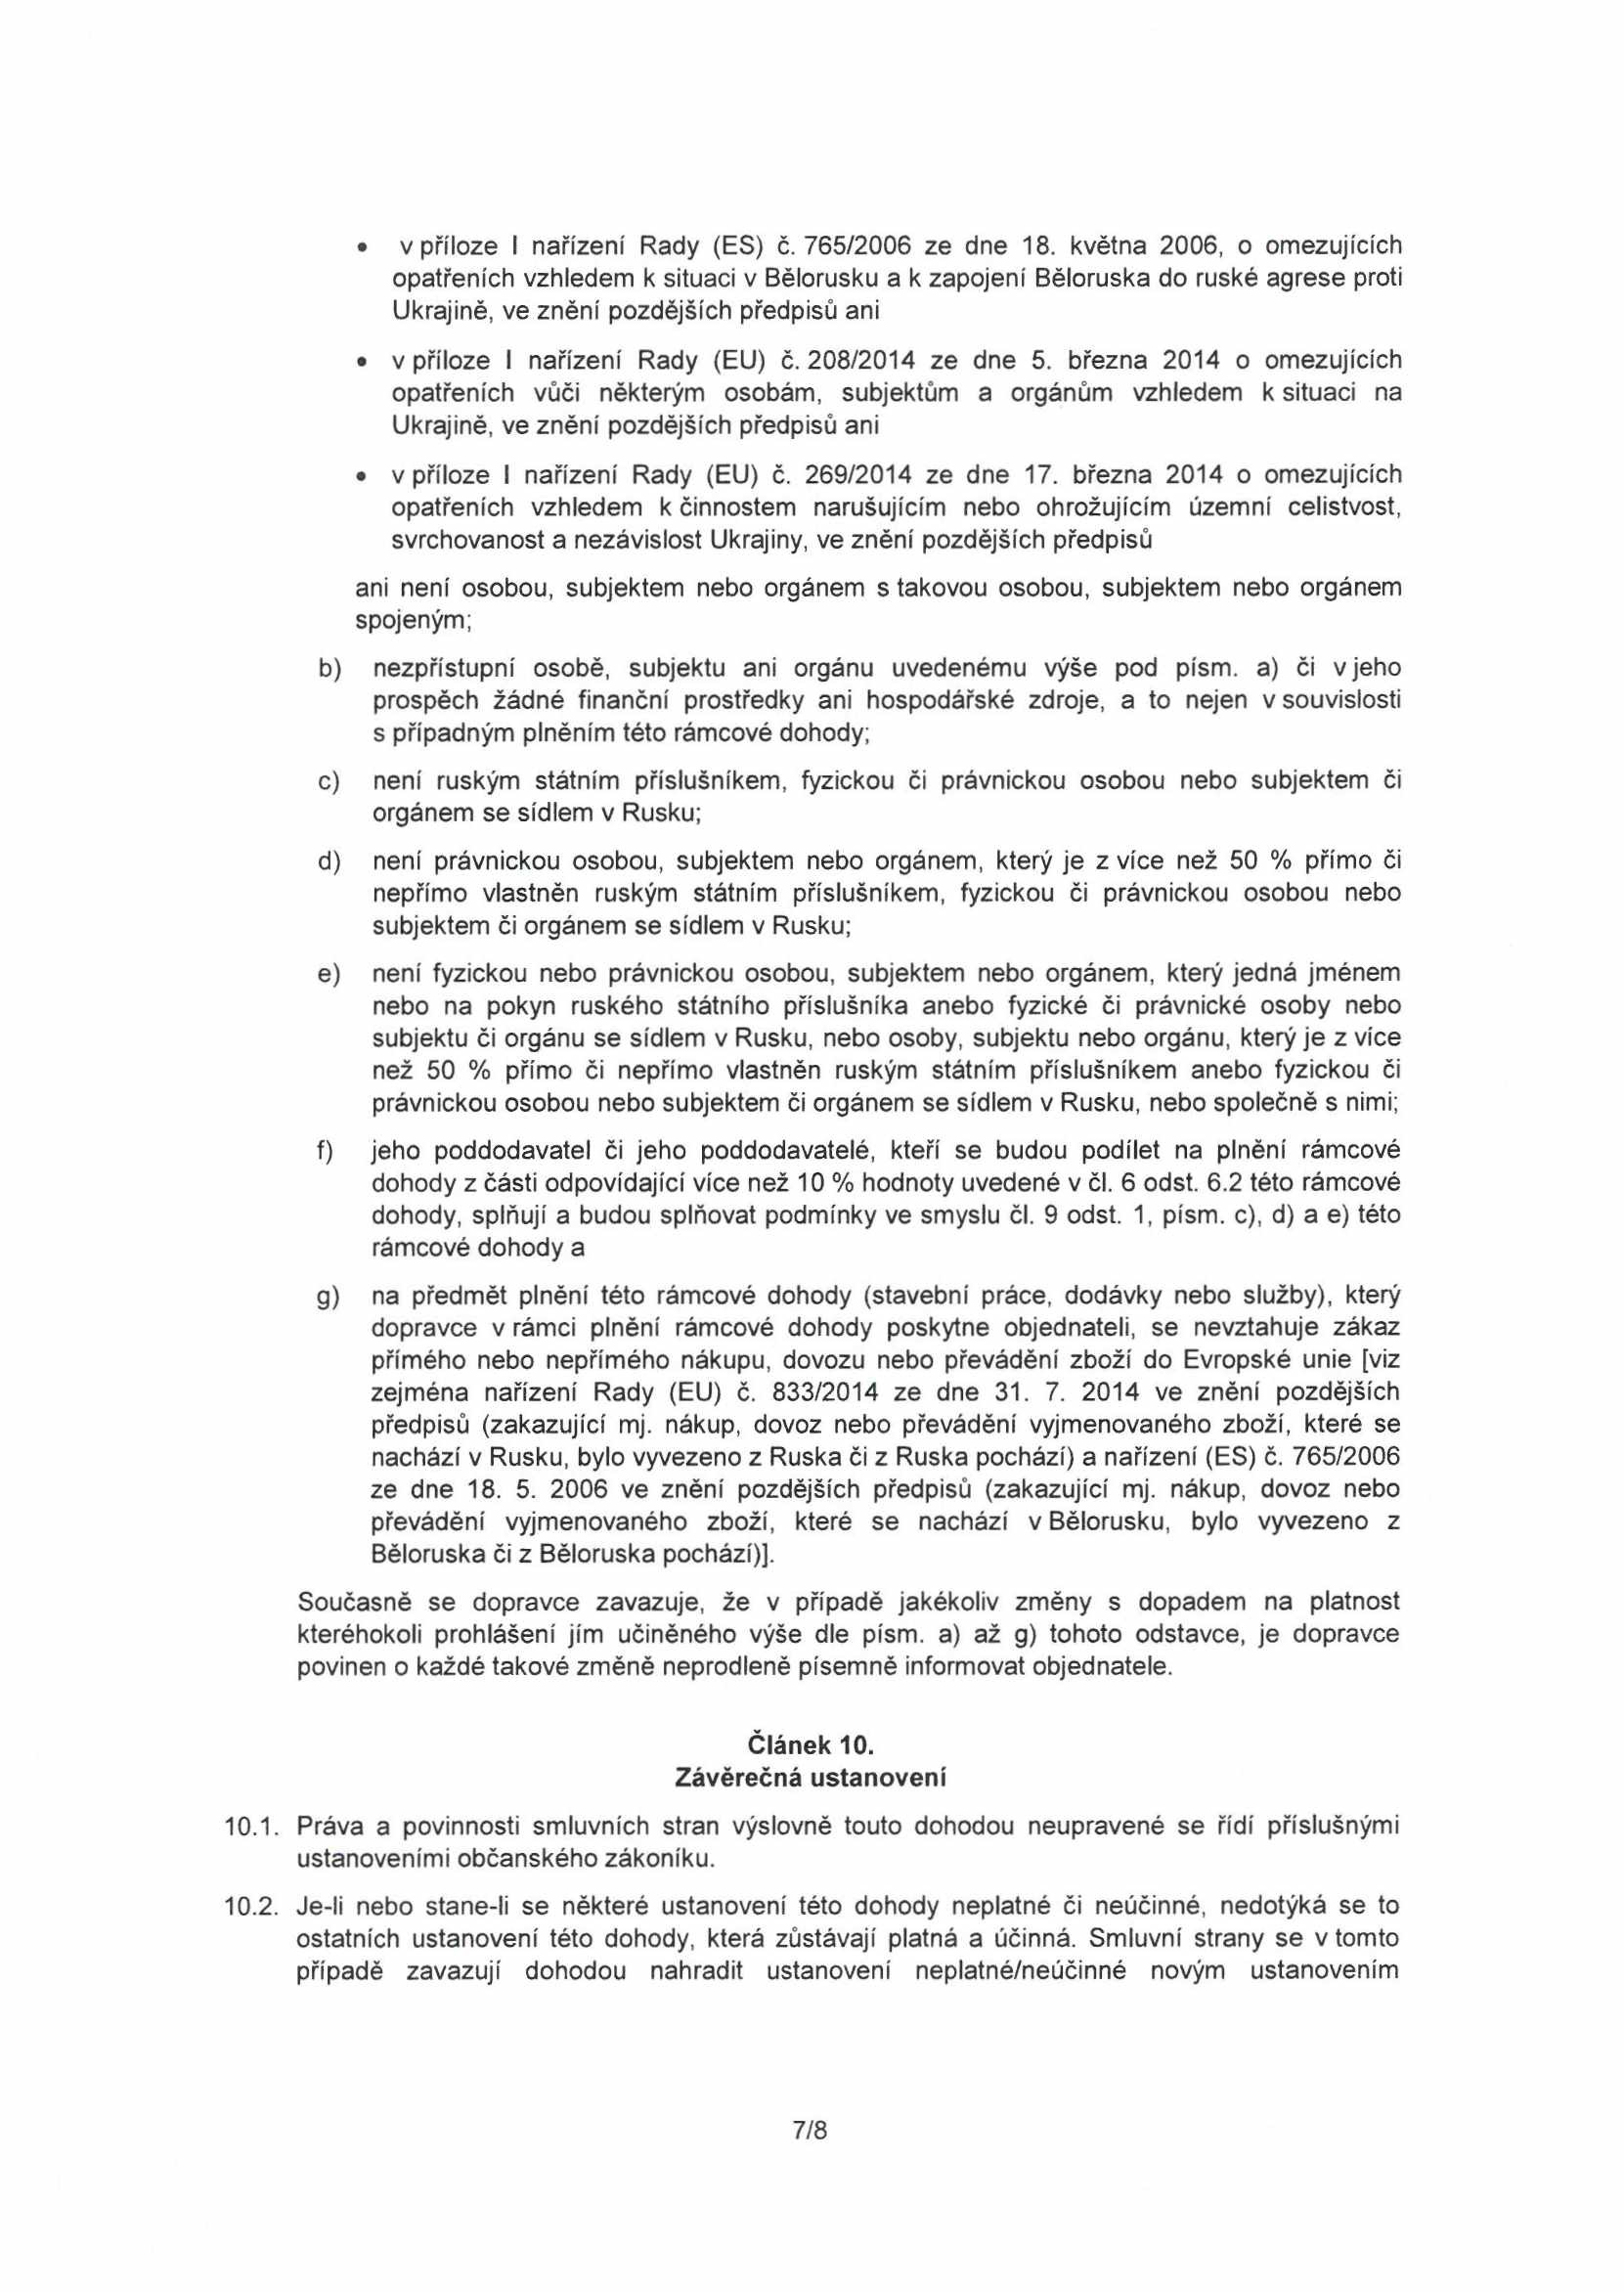 • v příloze I nařízení Rady (ES) č. 765/2006 ze dne 18. května 2006, o omezujících
opatřeních vzhledem k situaci v Bělorusku a k zapojení Běloruska do ruské agrese proti
Ukrajině, ve znění pozdějších předpisů ani
• v příloze I nařízení Rady (EU) č. 208/2014 ze dne 5. března 2014 o omezujících
opatřeních vůči některým osobám, subjektům a orgánům vzhledem k situaci na
Ukrajině, ve znění pozdějších předpisů ani
• v příloze I nařízení Rady (EU) č. 269/2014 ze dne 17. března 2014 o omezujících
opatřeních vzhledem k činnostem narušujícím nebo ohrožujícím územní celistvost,
svrchovanost a nezávislost Ukrajiny, ve znění pozdějších předpisů
ani není osobou, subjektem nebo orgánem s takovou osobou, subjektem nebo orgánem
spojeným;
b) nezpřístupní osobě, subjektu ani orgánu uvedenému výše pod písm. a) či v jeho
prospěch žádné finanční prostředky ani hospodářské zdroje, a to nejen v souvislosti
s případným plněním této rámcové dohody;
c) není ruským státním příslušníkem, fyzickou či právnickou osobou nebo subjektem či
orgánem se sídlem v Rusku;
d) není právnickou osobou, subjektem nebo orgánem, který je z více než 50 % přímo či
nepřímo vlastněn ruským státním příslušníkem, fyzickou či právnickou osobou nebo
subjektem či orgánem se sídlem v Rusku;
e) není fyzickou nebo právnickou osobou, subjektem nebo orgánem, který jedná jménem
nebo na pokyn ruského státního příslušníka anebo fyzické či právnické osoby nebo
subjektu či orgánu se sídlem v Rusku, nebo osoby, subjektu nebo orgánu, který je z více
než 50 % přímo či nepřímo vlastněn ruským státním příslušníkem anebo fyzickou či
právnickou osobou nebo subjektem či orgánem se sídlem v Rusku, nebo společně s nimi;
f) jeho poddodavatel či jeho poddodavatelé, kteří se budou podílet na plnění rámcové
dohody z části odpovídající více než 10 % hodnoty uvedené v čl. 6 odst. 6.2 této rámcové
dohody, splňují a budou splňovat podmínky ve smyslu čl. 9 odst. 1, písm. c), d) a e) této
rámcové dohody a
g) na předmět plnění této rámcové dohody (stavební práce, dodávky nebo služby), který
dopravce v rámci plnění rámcové dohody poskytne objednateli, se nevztahuje zákaz
přímého nebo nepřímého nákupu, dovozu nebo převádění zboží do Evropské unie [viz
zejména nařízení Rady (EU) č. 833/2014 ze dne 31. 7. 2014 ve znění pozdějších
předpisů (zakazující mj. nákup, dovoz nebo převádění vyjmenovaného zboží, které se
nachází v Rusku, bylo vyvezeno z Ruska či z Ruska pochází) a nařízení (ES) č. 765/2006
ze dne 18. 5. 2006 ve znění pozdějších předpisů (zakazující mj. nákup, dovoz nebo
převádění vyjmenovaného zboží, které se nachází v Bělorusku, bylo vyvezeno z
Běloruska či z Běloruska pochází)].
Současně se dopravce zavazuje, že v případě jakékoliv změny s dopadem na platnost
kteréhokoli prohlášení jím učiněného výše dle písm. a) až g) tohoto odstavce, je dopravce
povinen o každé takové změně neprodleně písemně informovat objednatele.
Článek 10.
Závěrečná ustanovení
10.1. Práva a povinnosti smluvních stran výslovně touto dohodou neupravené se řídí příslušnými
ustanoveními občanského zákoníku.
10.2. Je-li nebo stane-li se některé ustanovení této dohody neplatné či neúčinné, nedotýká se to
ostatních ustanovení této dohody, která zůstávají platná a účinná. Smluvní strany se v tomto
případě zavazují dohodou nahradit ustanovení neplatné/neúčinné novým ustanovením
7/8